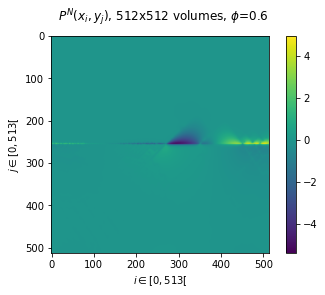 P^N(x_i, y_j), 512x512 volumes, ϕ=0.6
0
100
200
300
400
500
j ∈ [0, 513[
0 100 200 300 400 500
i ∈ [0, 513[
4
2
0
−2
−4